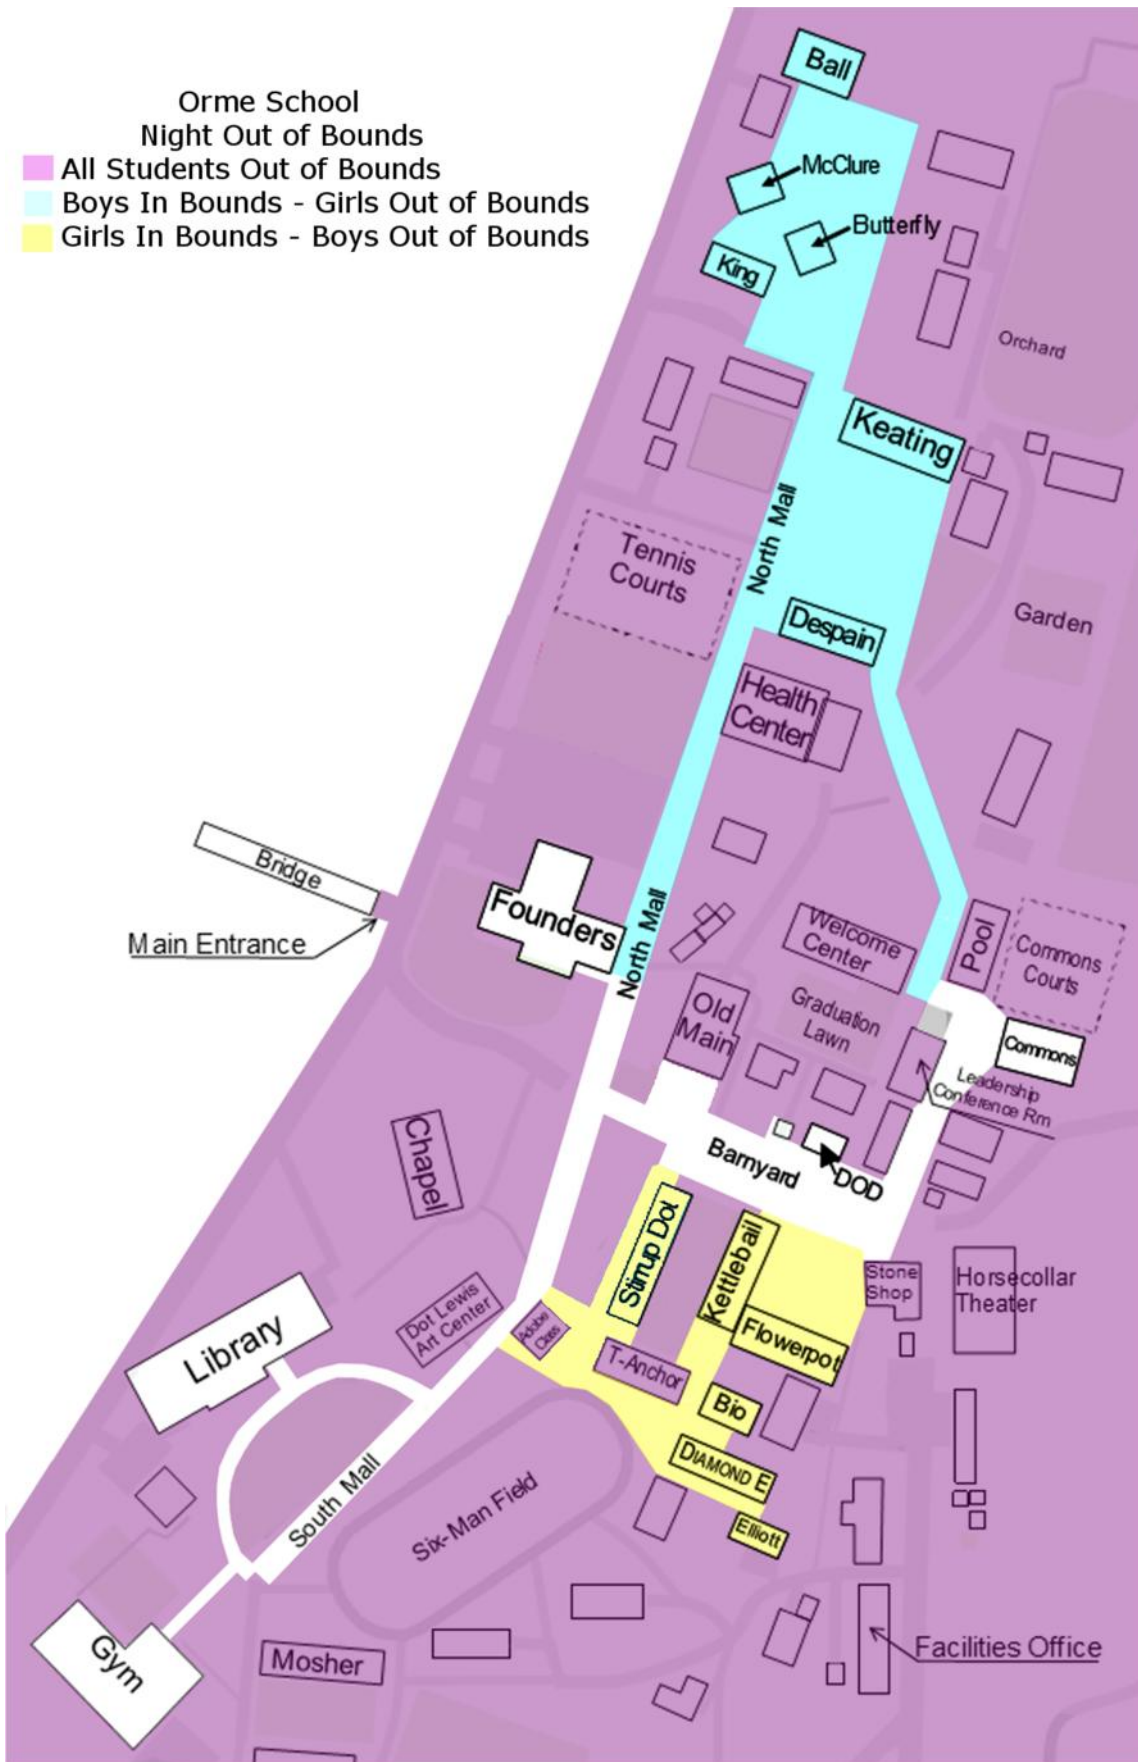 Orme School
Night Out of Bounds
All Students Out of Bounds
Boys In Bounds - Girls Out of Bounds
Girls In Bounds - Boys Out of Bounds
Ball
McClure
Butterfly
King
Orchard
Keating
North Mall
Tennis
Courts
Garden
Despain
Health
Center
Bridge
Main Entrance
Founders
North Mall
Welcome
Center
Pool
Commons
Courts
Old
Main
Graduation
Lawn
Commons
Leadership
Conference Rm
Chapel
Barnyard
DOD
Stirrup Dot
Kettlebail
Stone
Shop
Horsecollar
Theater
Dot Lewis
Art Center
Adobe
Class
Flowerpot
Library
T-Anchor
Bio
DIAMOND E
South Mall
Six-Man Field
Elliott
Gym
Mosher
Facilities Office